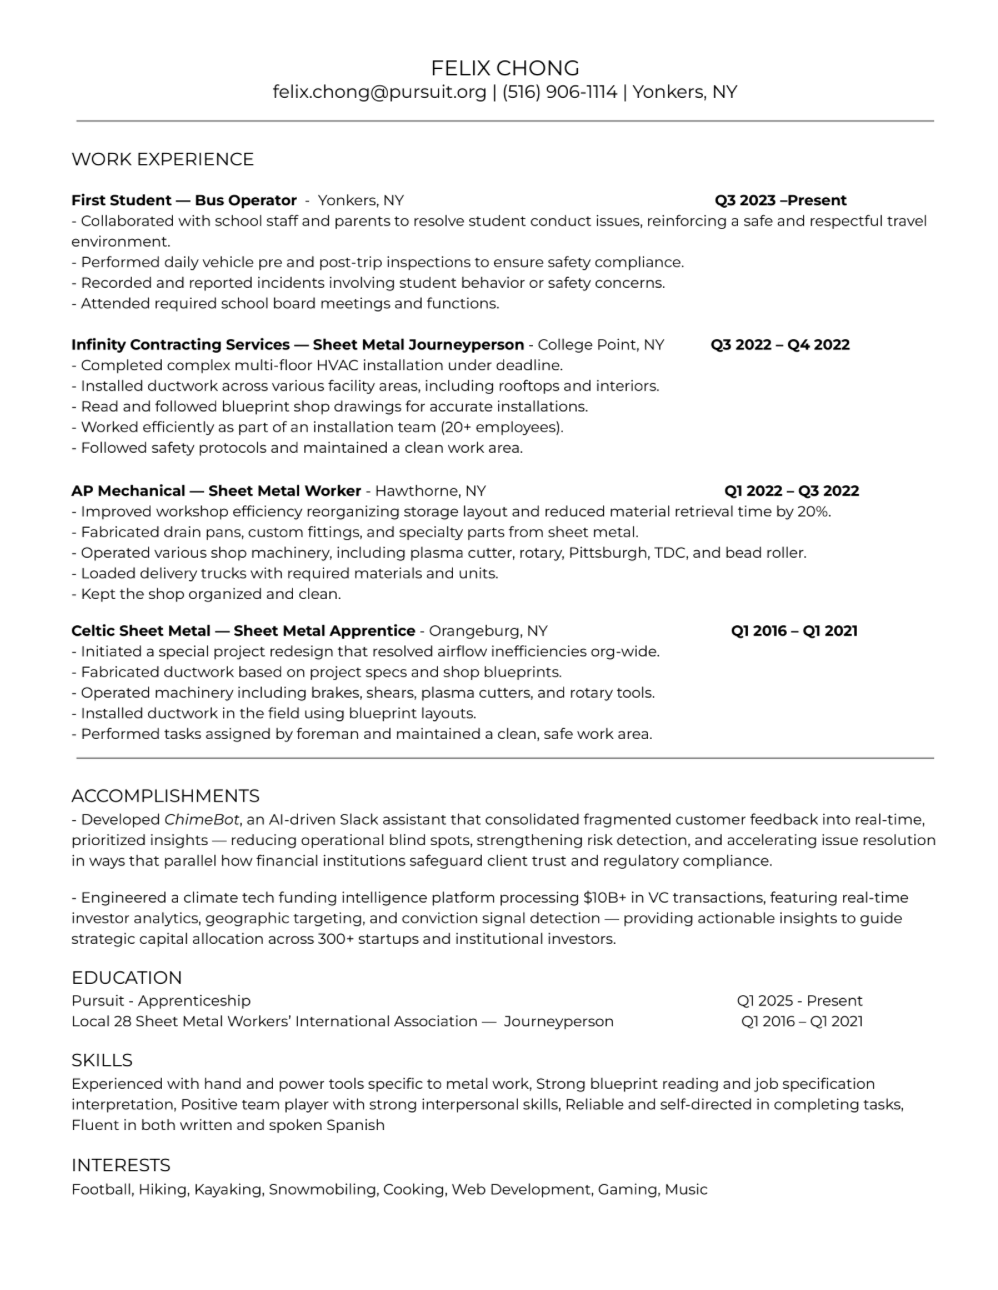 FELIX CHONG
felix.chong@pursuit.org | (516) 906-1114 | Yonkers, NY
WORK EXPERIENCE
First Student — Bus Operator - Yonkers, NY Q3 2023 –Present
- Collaborated with school staff and parents to resolve student conduct issues, reinforcing a safe and respectful travel
environment.
- Performed daily vehicle pre and post-trip inspections to ensure safety compliance.
- Recorded and reported incidents involving student behavior or safety concerns.
- Attended required school board meetings and functions.
Infinity Contracting Services — Sheet Metal Journeyperson - College Point, NY Q3 2022 – Q4 2022
- Completed complex multi-floor HVAC installation under deadline.
- Installed ductwork across various facility areas, including rooftops and interiors.
- Read and followed blueprint shop drawings for accurate installations.
- Worked efficiently as part of an installation team (20+ employees).
- Followed safety protocols and maintained a clean work area.
AP Mechanical — Sheet Metal Worker - Hawthorne, NY Q1 2022 – Q3 2022
- Improved workshop efficiency reorganizing storage layout and reduced material retrieval time by 20%.
- Fabricated drain pans, custom fittings, and specialty parts from sheet metal.
- Operated various shop machinery, including plasma cutter, rotary, Pittsburgh, TDC, and bead roller.
- Loaded delivery trucks with required materials and units.
- Kept the shop organized and clean.
Celtic Sheet Metal — Sheet Metal Apprentice - Orangeburg, NY Q1 2016 – Q1 2021
- Initiated a special project redesign that resolved airflow inefficiencies org-wide.
- Fabricated ductwork based on project specs and shop blueprints.
- Operated machinery including brakes, shears, plasma cutters, and rotary tools.
- Installed ductwork in the field using blueprint layouts.
- Performed tasks assigned by foreman and maintained a clean, safe work area.
ACCOMPLISHMENTS
- Developed ChimeBot, an AI-driven Slack assistant that consolidated fragmented customer feedback into real-time,
prioritized insights — reducing operational blind spots, strengthening risk detection, and accelerating issue resolution
in ways that parallel how financial institutions safeguard client trust and regulatory compliance.
- Engineered a climate tech funding intelligence platform processing $10B+ in VC transactions, featuring real-time
investor analytics, geographic targeting, and conviction signal detection — providing actionable insights to guide
strategic capital allocation across 300+ startups and institutional investors.
EDUCATION
Pursuit - Apprenticeship Q1 2025 - Present
Local 28 Sheet Metal Workers’ International Association — Journeyperson Q1 2016 – Q1 2021
SKILLS
Experienced with hand and power tools specific to metal work, Strong blueprint reading and job specification
interpretation, Positive team player with strong interpersonal skills, Reliable and self-directed in completing tasks,
Fluent in both written and spoken Spanish
INTERESTS
Football, Hiking, Kayaking, Snowmobiling, Cooking, Web Development, Gaming, Music